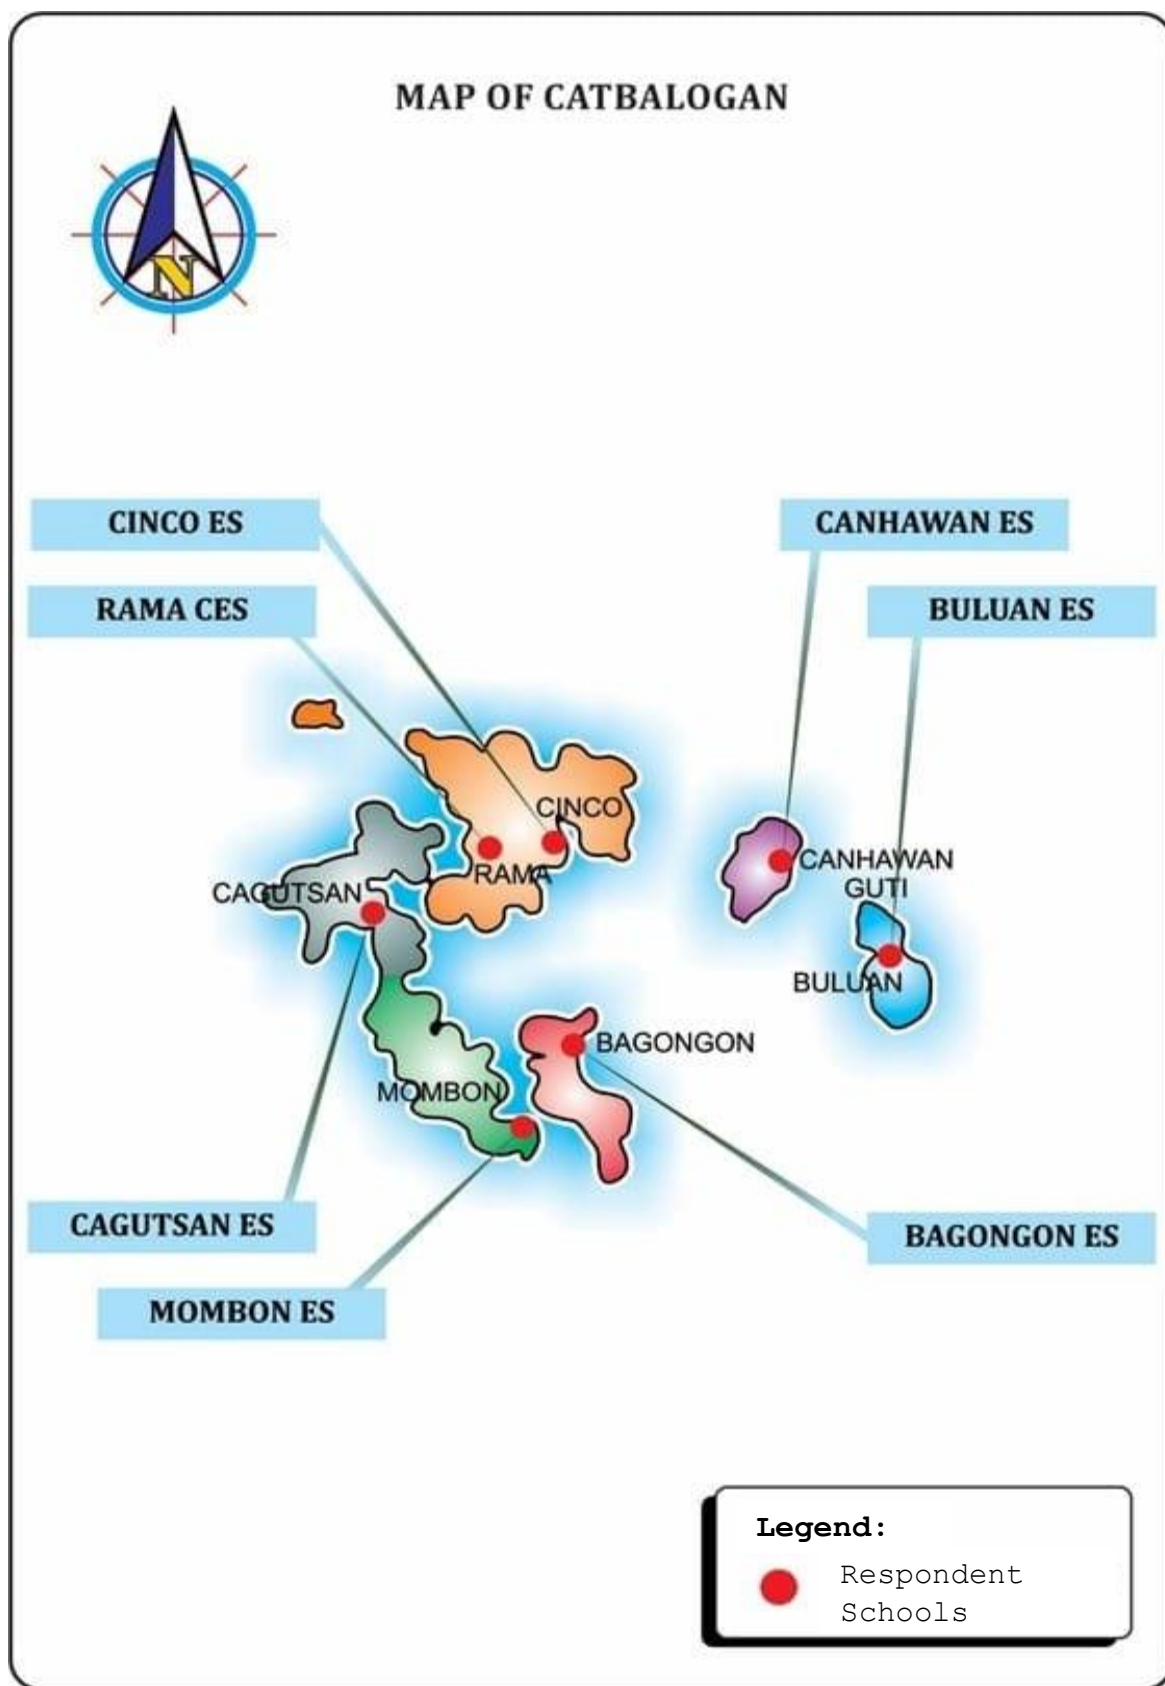 MAP OF CATBALOGAN
N
CINCO ES
CANHAWAN ES
RAMA CES
BULUAN ES
CINCO
RAMA
CAGUTSAN
CANHAWAN
GUTI
BULUAN
BAGONGON
MOMBON
CAGUTSAN ES
BAGONGON ES
MOMBON ES
Legend:
Respondent
Schools